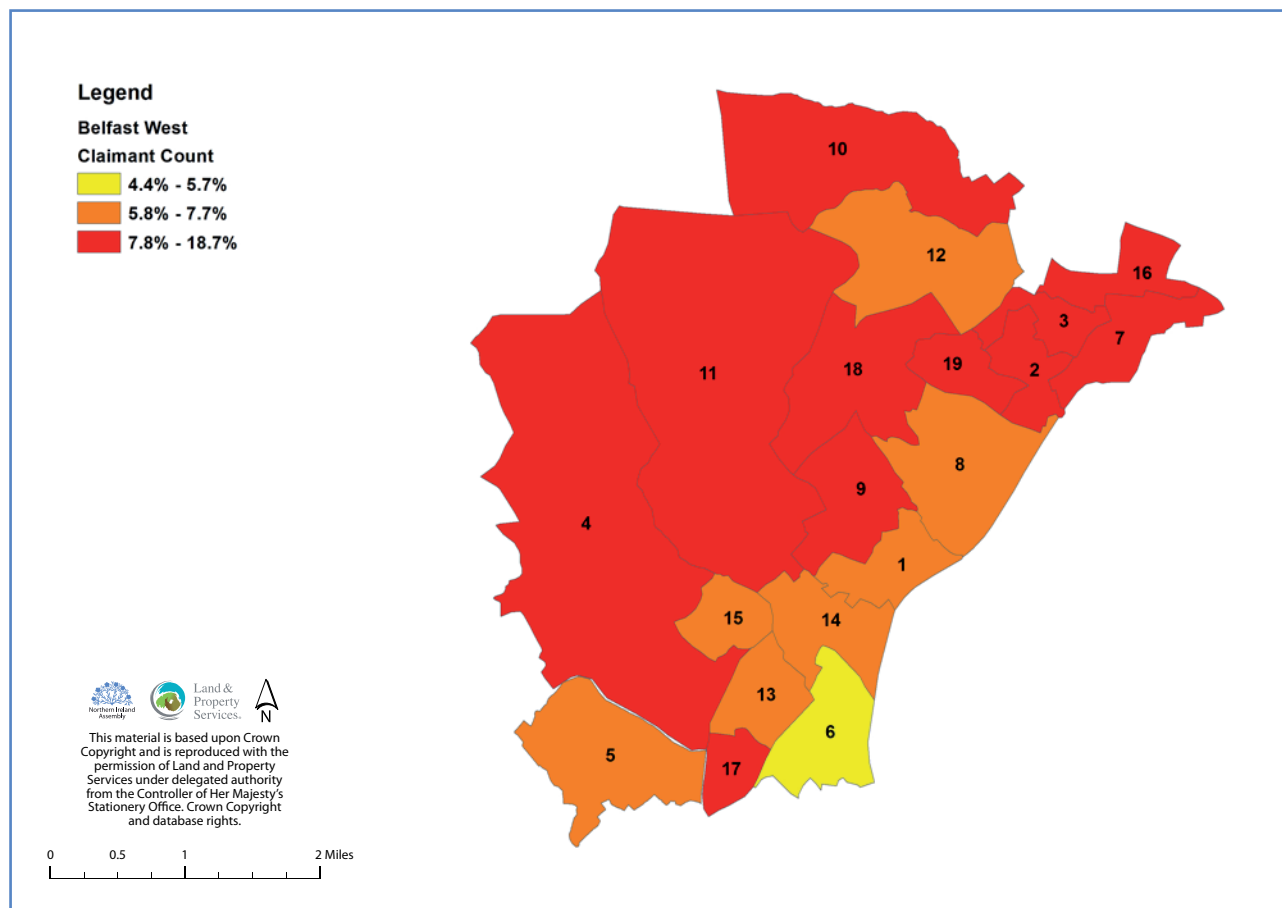 Legend
Belfast West
Claimant Count
4.4% - 5.7%
5.8% - 7.7%
7.8% - 18.7%
10
12
16
3
7
11
18
19
2
8
9
4
1
15
14
13
6
5
17
Northern Ireland
Assembly
Land &
Property
Services.
N
This material is based upon Crown
Copyright and is reproduced with the
permission of Land and Property
Services under delegated authority
from the Controller of Her Majesty's
Stationery Office. Crown Copyright
and database rights.
0 0.5 1 2 Miles